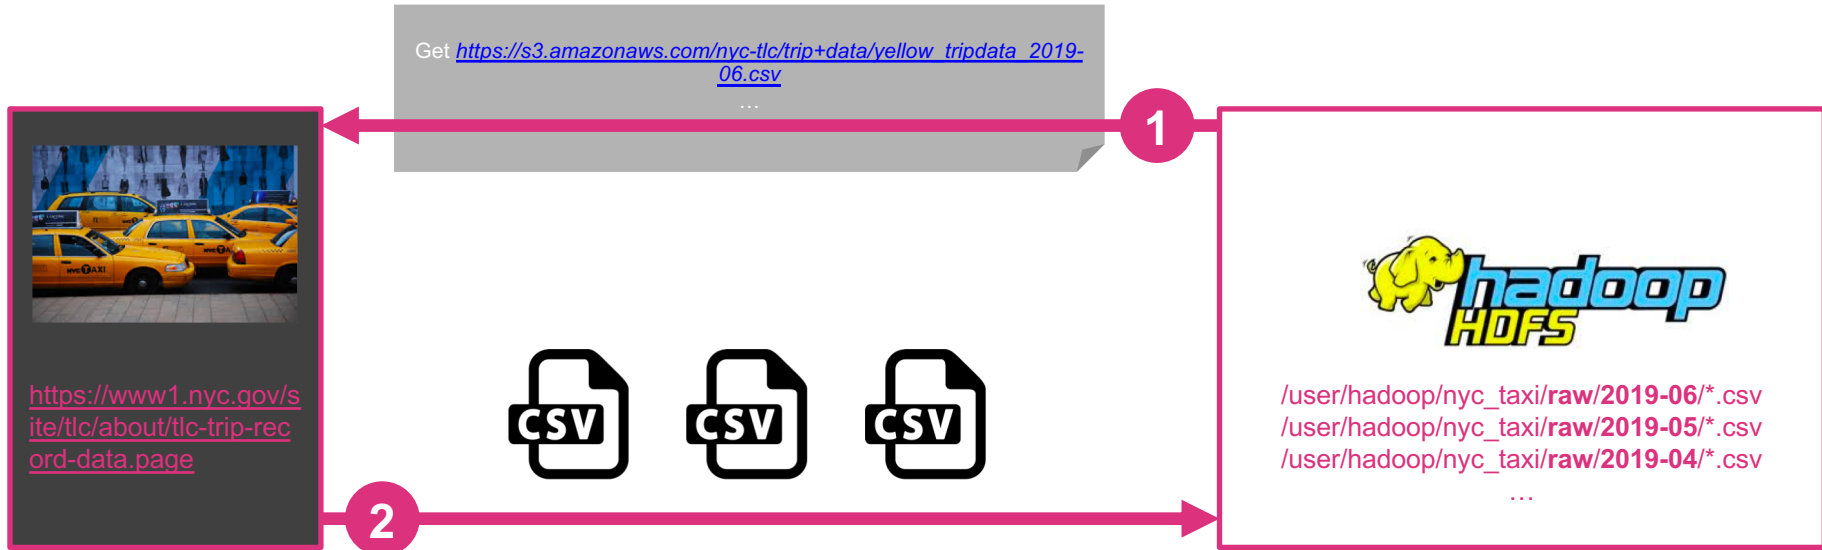 Get https://s3.amazonaws.com/nyc-tlc/trip+data/yellow_tripdata_2019-
06.csv
…
1
https://www1.nyc.gov/s
ite/tlc/about/tlc-trip-rec
ord-data.page
CSV
CSV
CSV
hadoop
HDFS
/user/hadoop/nyc_taxi/raw/2019-06/*.csv
/user/hadoop/nyc_taxi/raw/2019-05/*.csv
/user/hadoop/nyc_taxi/raw/2019-04/*.csv
…
2